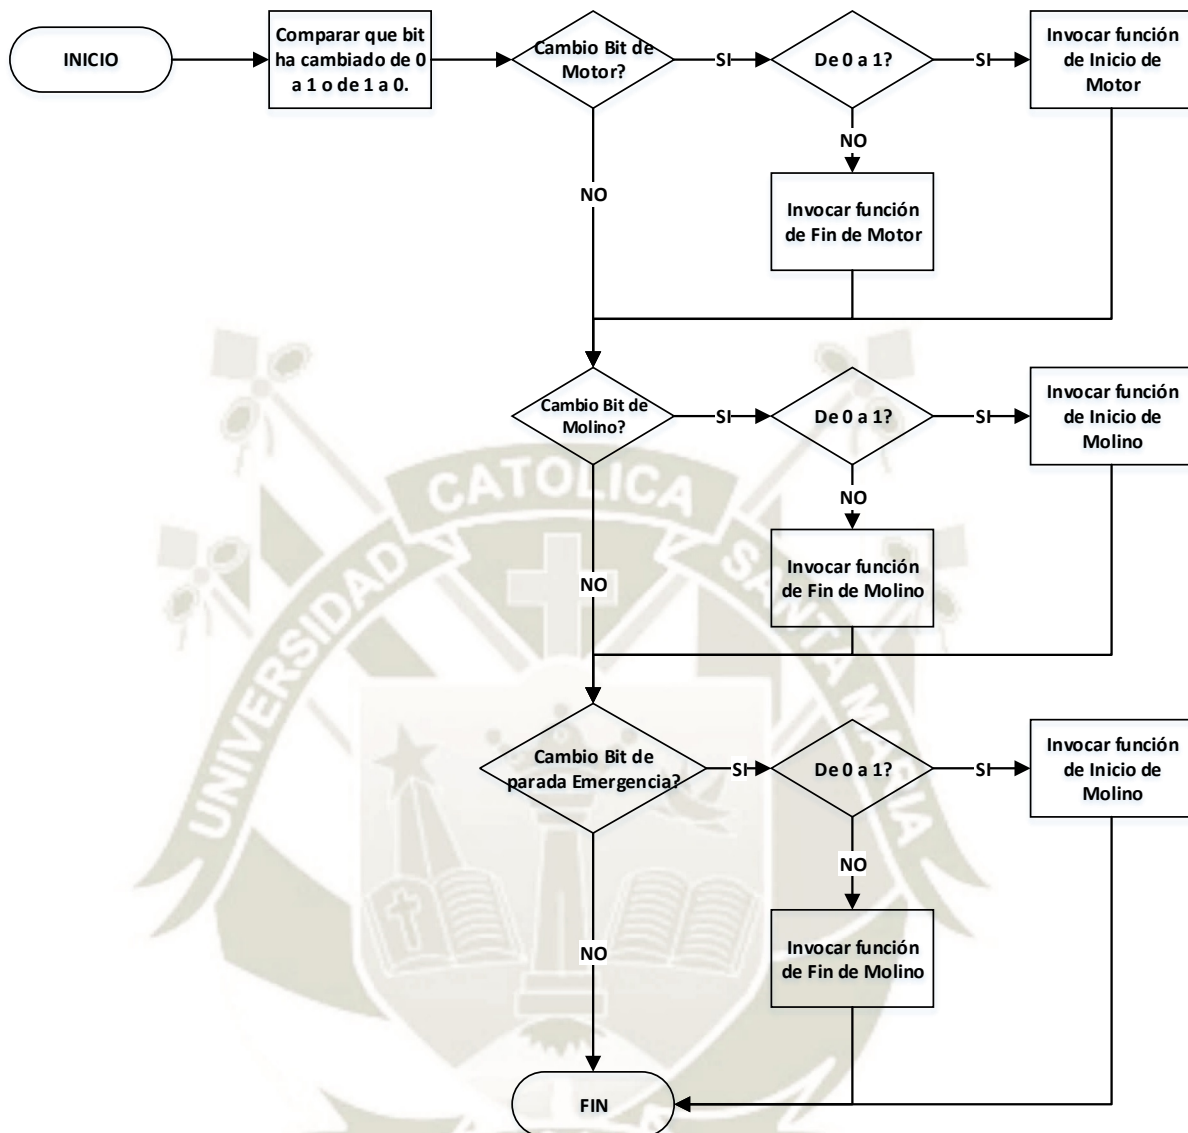 INICIO
Comparar que bit
ha cambiado de 0
a 1 o de 1 a 0.
Cambio Bit de
Motor?
SI
De 0 a 1?
SI
Invocar función
de Inicio de
Motor
NO
NO
Invocar función
de Fin de Motor
Cambio Bit de
Molino?
SI
De 0 a 1?
SI
Invocar función
de Inicio de
Molino
NO
NO
Invocar función
de Fin de Molino
Cambio Bit de
parada Emergencia?
SI
De 0 a 1?
SI
Invocar función
de Inicio de
Molino
NO
NO
Invocar función
de Fin de Molino
FIN
UNIVERSIDAD
CATOLICA
SANTA MARIA